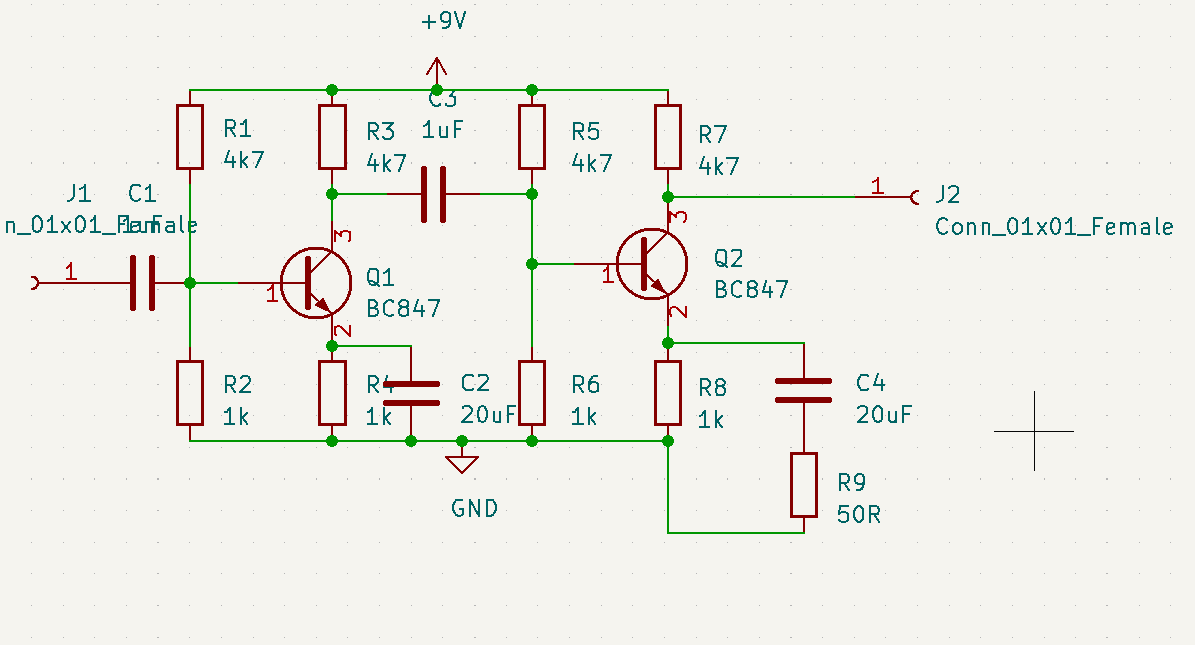 +9V
C3
1uF
R1
4k7
R3
4k7
R5
4k7
R7
4k7
J1
n_01x01_Female
C1
1uF
1
3
1
2
Q1
BC847
3
1
2
Q2
BC847
1
J2
Conn_01x01_Female
R2
1k
R4
1k
C2
20uF
R6
1k
R8
1k
C4
20uF
R9
50R
GND